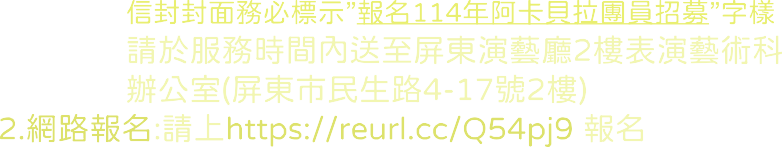 信封封面務必標示”報名114年阿卡貝拉團員招募”字樣
請於服務時間內送至屏東演藝廳2樓表演藝術科
辦公室(屏東市民生路4-17號2樓)
2.網路報名:請上https://reurl.cc/Q54pj9 報名